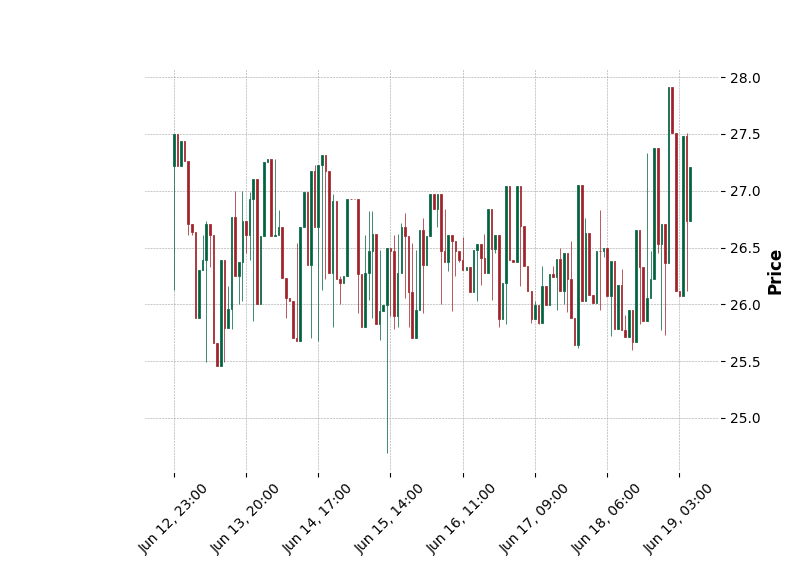 28.0
27.5
27.0
26.5
26.0
25.5
25.0
Price
Jun 12, 23:00
Jun 13, 20:00
Jun 14, 17:00
Jun 15, 14:00
Jun 16, 11:00
Jun 17, 09:00
Jun 18, 06:00
Jun 19, 03:00